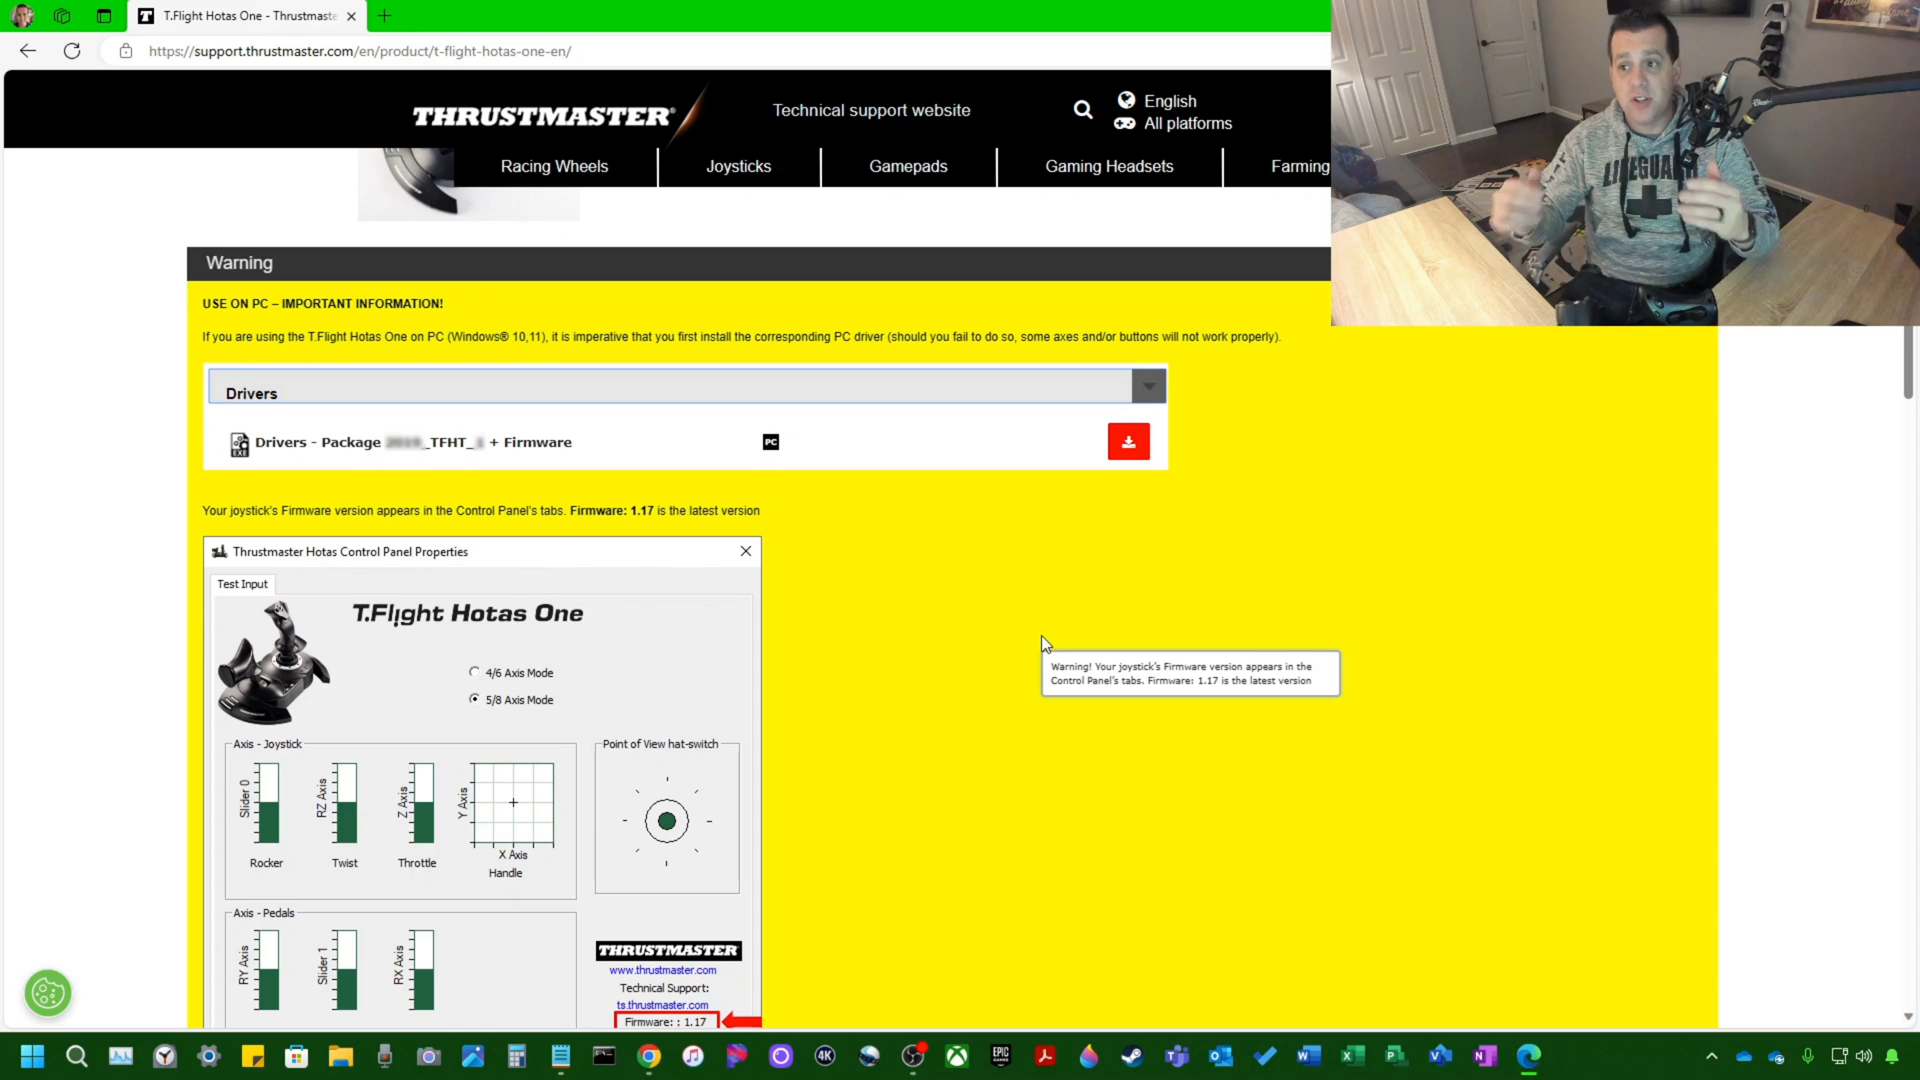 T.Flight Hotas One - Thrustmaste
https://support.thrustmaster.com/en/product/t-flight-hotas-one-en/
THRUSTMASTER
Technical support website
English
All platforms
Racing Wheels
Joysticks
Gamepads
Gaming Headsets
Farming
LIFEGUARD
Warning
USE ON PC – IMPORTANT INFORMATION!
If you are using the T.Flight Hotas One on PC (Windows® 10,11), it is imperative that you first install the corresponding PC driver (should you fail to do so, some axes and/or buttons will not work properly).
Drivers
Drivers - Package _TFHT_ + Firmware
PC
Your joystick's Firmware version appears in the Control Panel's tabs. Firmware: 1.17 is the latest version
Thrustmaster Hotas Control Panel Properties
Test Input
T.Flight Hotas One
4/6 Axis Mode
5/8 Axis Mode
Warning! Your joystick's Firmware version appears in the
Control Panel's tabs. Firmware: 1.17 is the latest version
Axis - Joystick
Slider 0
RZ Axis
Z Axis
Y Axis
X Axis
Rocker
Twist
Throttle
Handle
Point of View hat-switch
Axis - Pedals
RY Axis
Slider 1
RX Axis
THRUSTMASTER
www.thrustmaster.com
Technical Support:
ts.thrustmaster.com
Firmware: : 1.17
4K
EPIC
GAMES